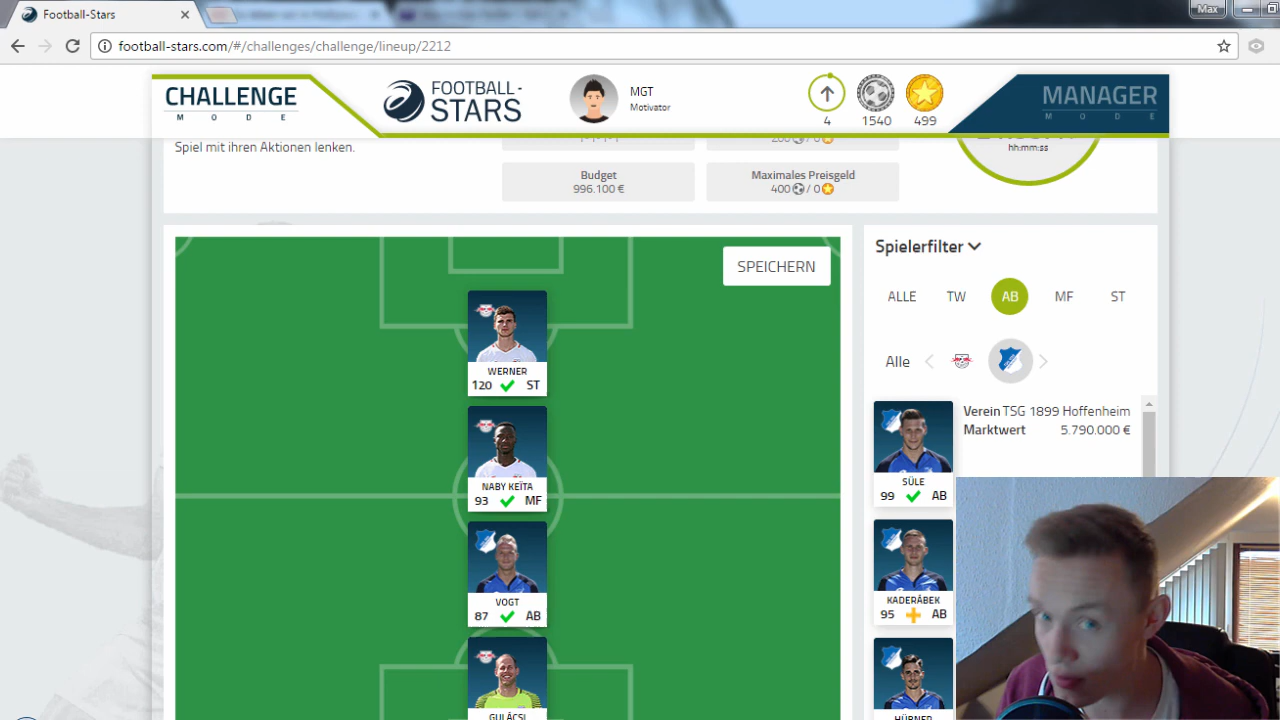 Football-Stars
Max
football-stars.com/#/challenges/challenge/lineup/2212
CHALLENGE
MODE
FOOTBALL-
STARS
MGT
Motivator
4
1540
499
MANAGER
MODE
Spiel mit ihren Aktionen lenken.
hh:mm:ss
Budget
996.100 €
Maximales Preisgeld
400 / 0
SPEICHERN
Spielerfilter
ALLE
TW
AB
MF
ST
Alle
WERNER
120 ST
NABY KEÏTA
93 MF
VOGT
87 AB
GULÁCSI
Verein TSG 1899 Hoffenheim
Marktwert 5.790.000 €
SÜLE
99 AB
KADERÁBEK
95 AB
HÜBNER